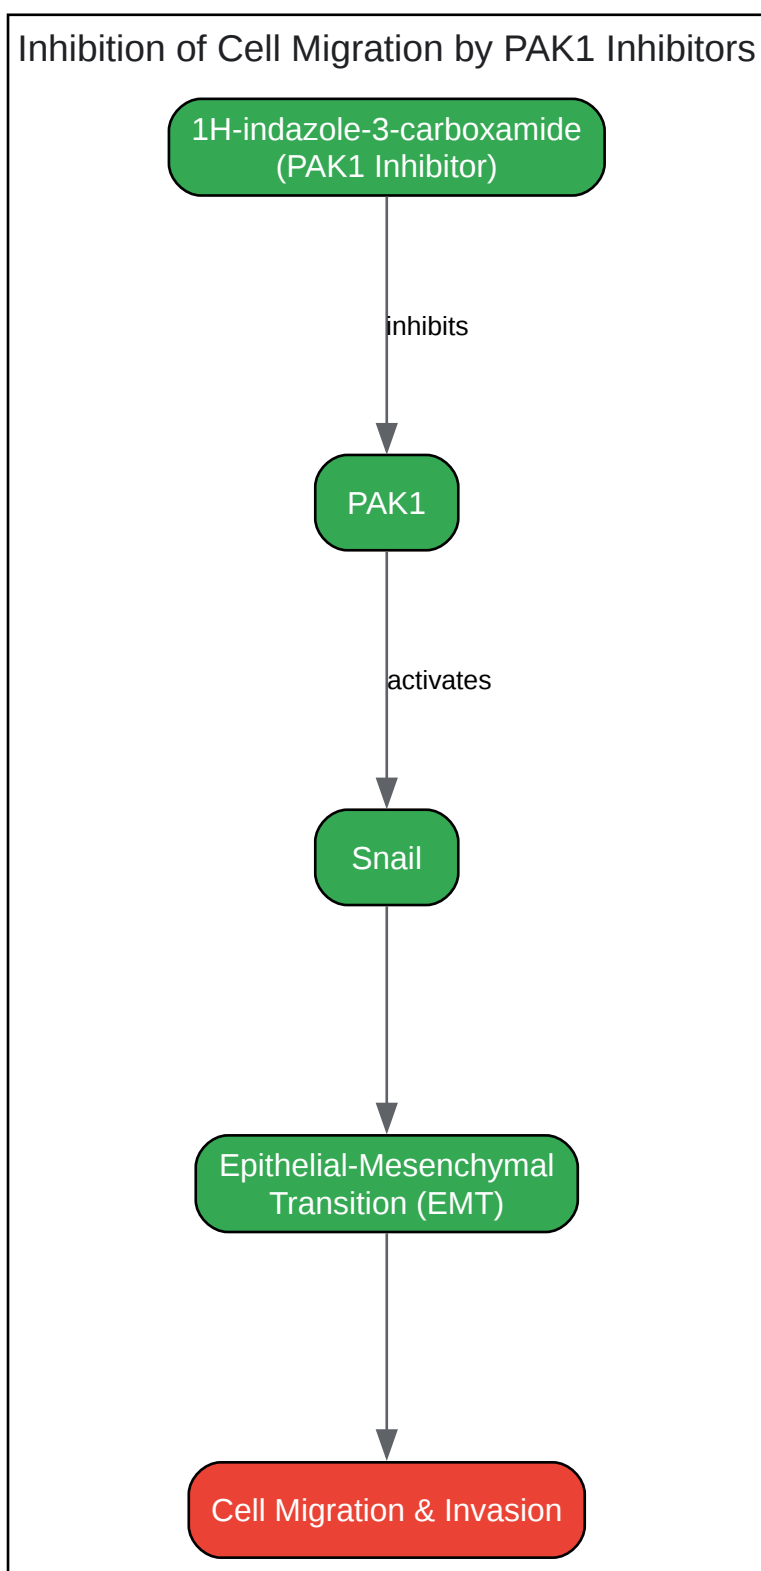 Inhibition of Cell Migration by PAK1 Inhibitors
1H-indazole-3-carboxamide
(PAK1 Inhibitor)
inhibits
PAK1
activates
Snail
Epithelial-Mesenchymal
Transition (EMT)
Cell Migration & Invasion